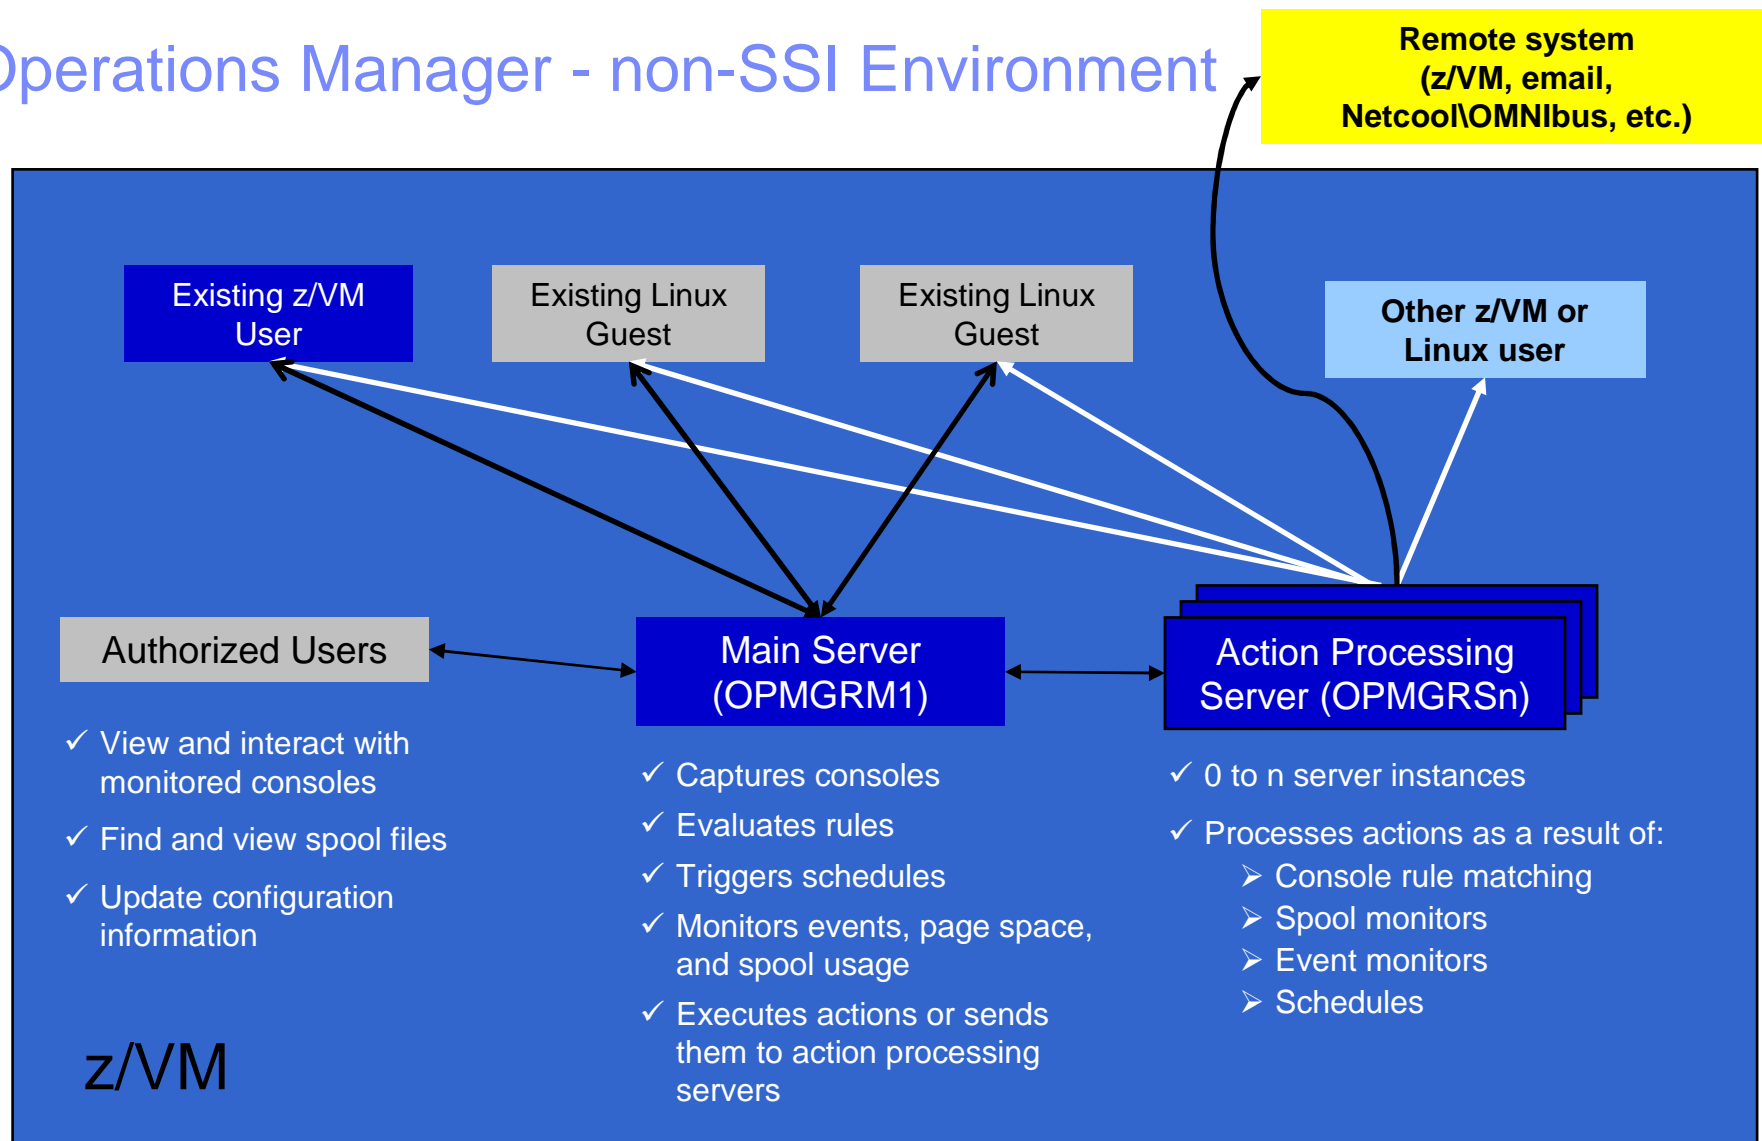 Operations Manager - non-SSI Environment
Remote system
(z/VM, email,
Netcool\OMNIbus, etc.)
Existing z/VM
User
Existing Linux
Guest
Existing Linux
Guest
Other z/VM or
Linux user
Authorized Users
Main Server
(OPMGRM1)
Action Processing
Server (OPMGRSn)
✓ View and interact with
monitored consoles
✓ Find and view spool files
✓ Update configuration
information
✓ Captures consoles
✓ Evaluates rules
✓ Triggers schedules
✓ Monitors events, page space,
and spool usage
✓ Executes actions or sends
them to action processing
servers
✓ 0 to n server instances
✓ Processes actions as a result of:
➢ Console rule matching
➢ Spool monitors
➢ Event monitors
➢ Schedules
z/VM